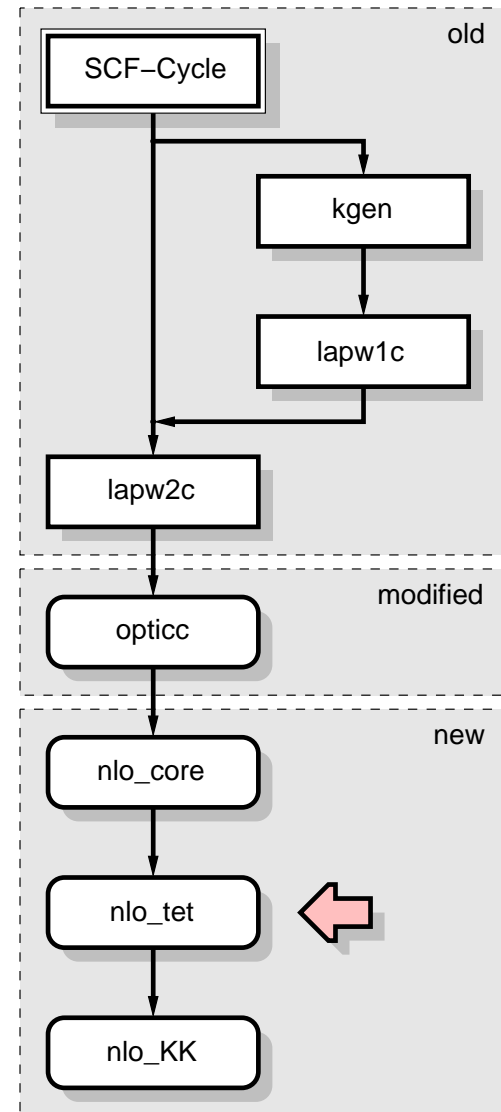 old
SCF−Cycle
kgen
lapw1c
lapw2c
modified
opticc
new
nlo_core
nlo_tet
nlo_KK